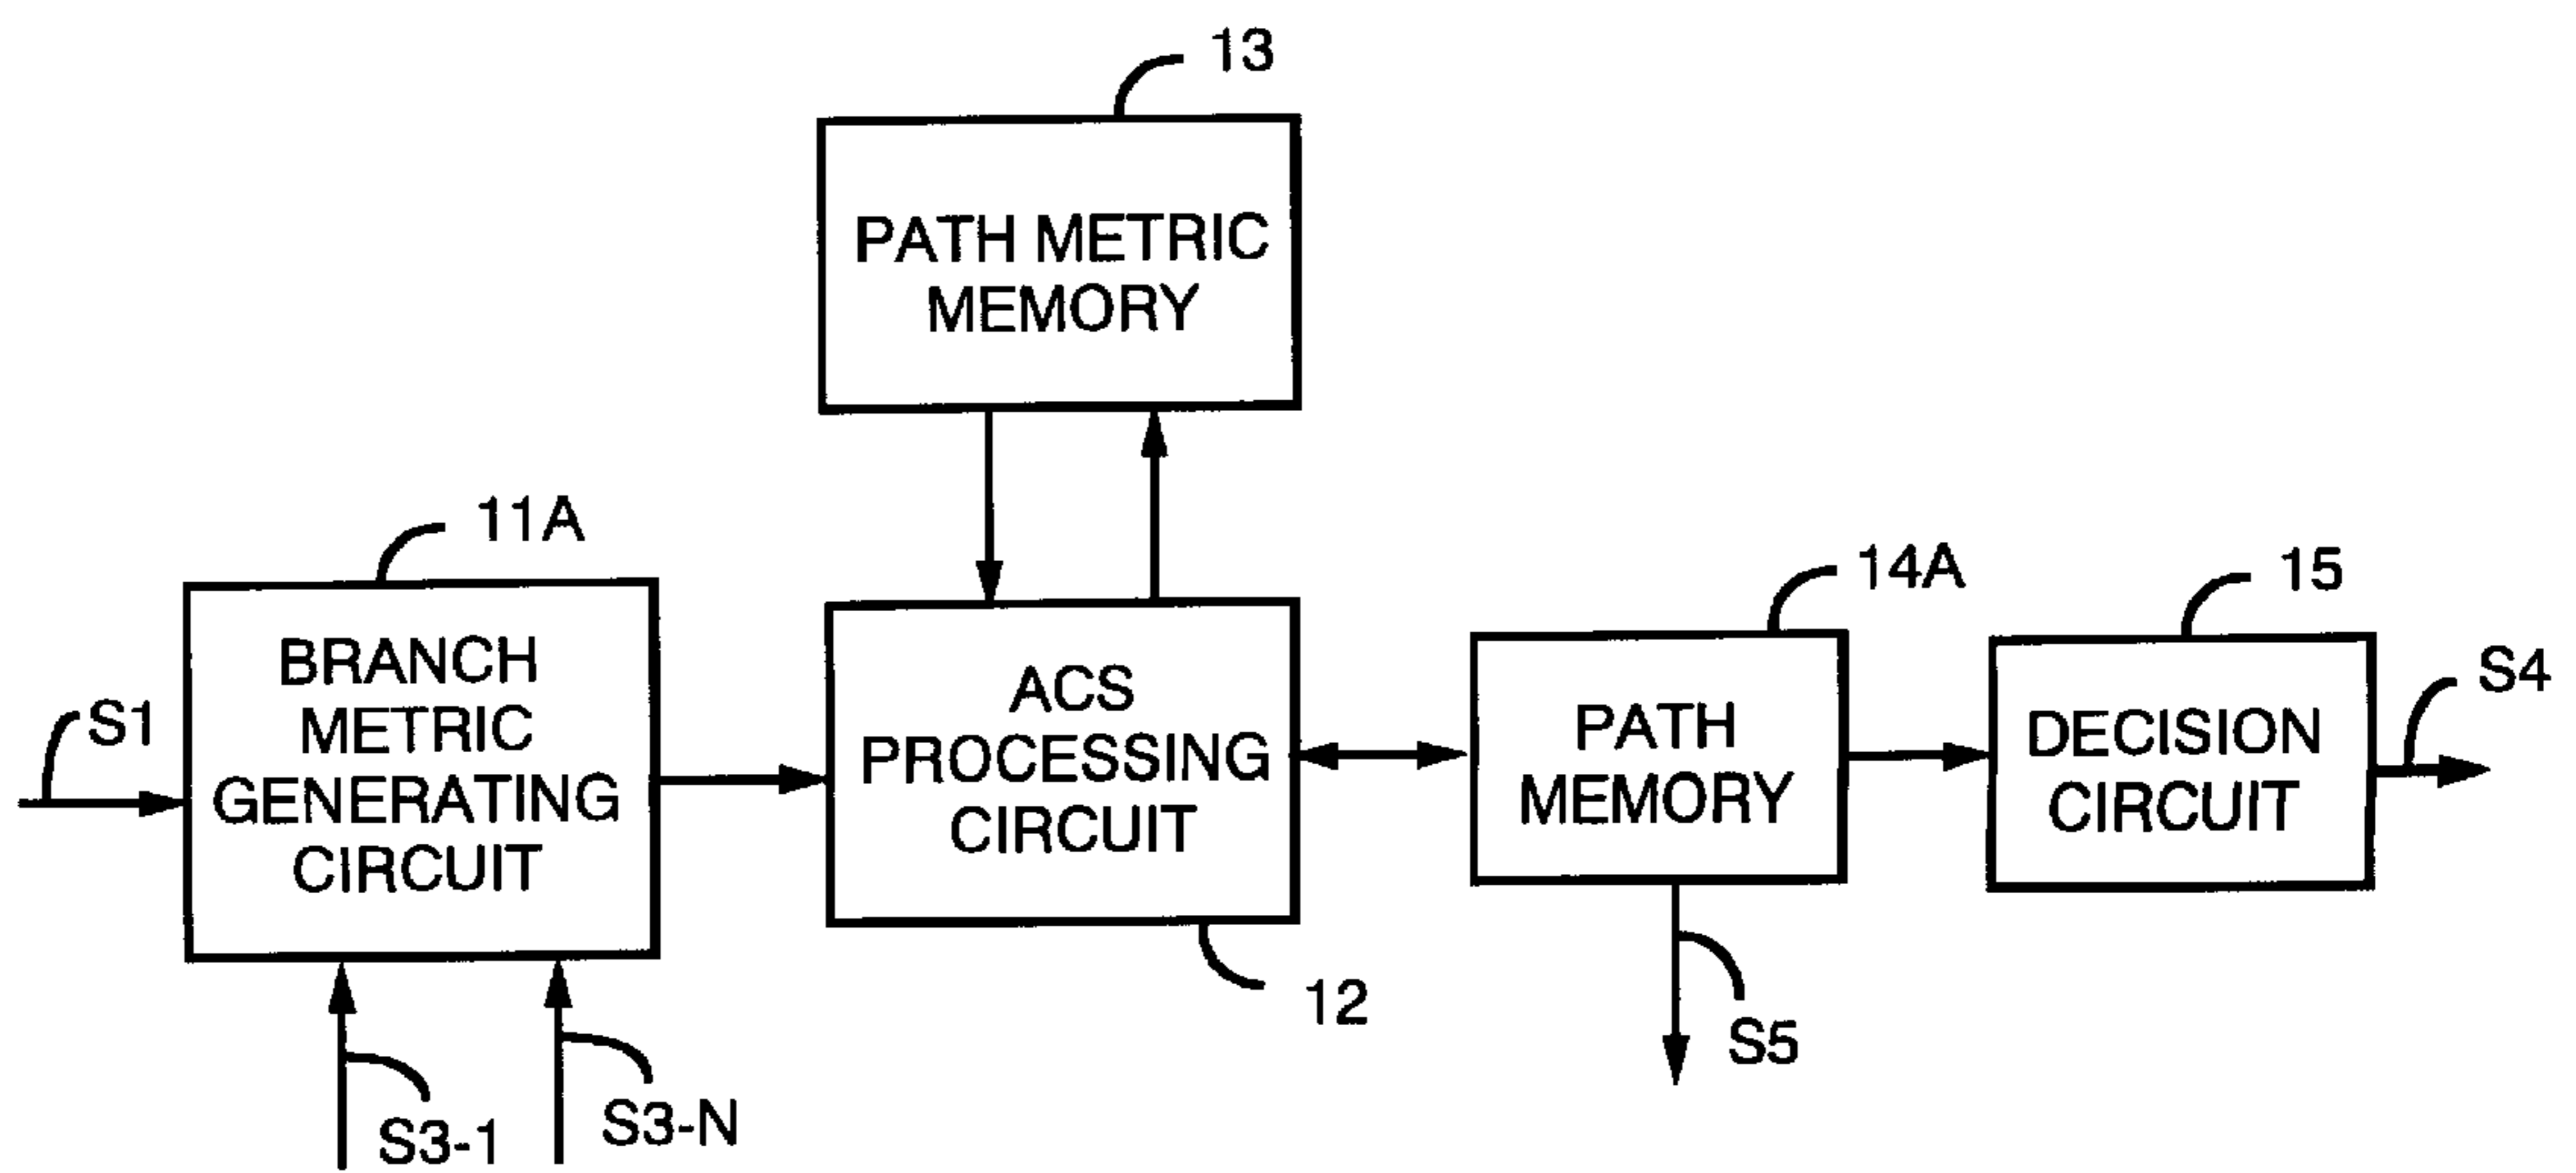 13
PATH METRIC
MEMORY
11A
BRANCH
METRIC
GENERATING
CIRCUIT
S1
S3-1
S3-N
ACS
PROCESSING
CIRCUIT
12
14A
PATH
MEMORY
S5
15
DECISION
CIRCUIT
S4